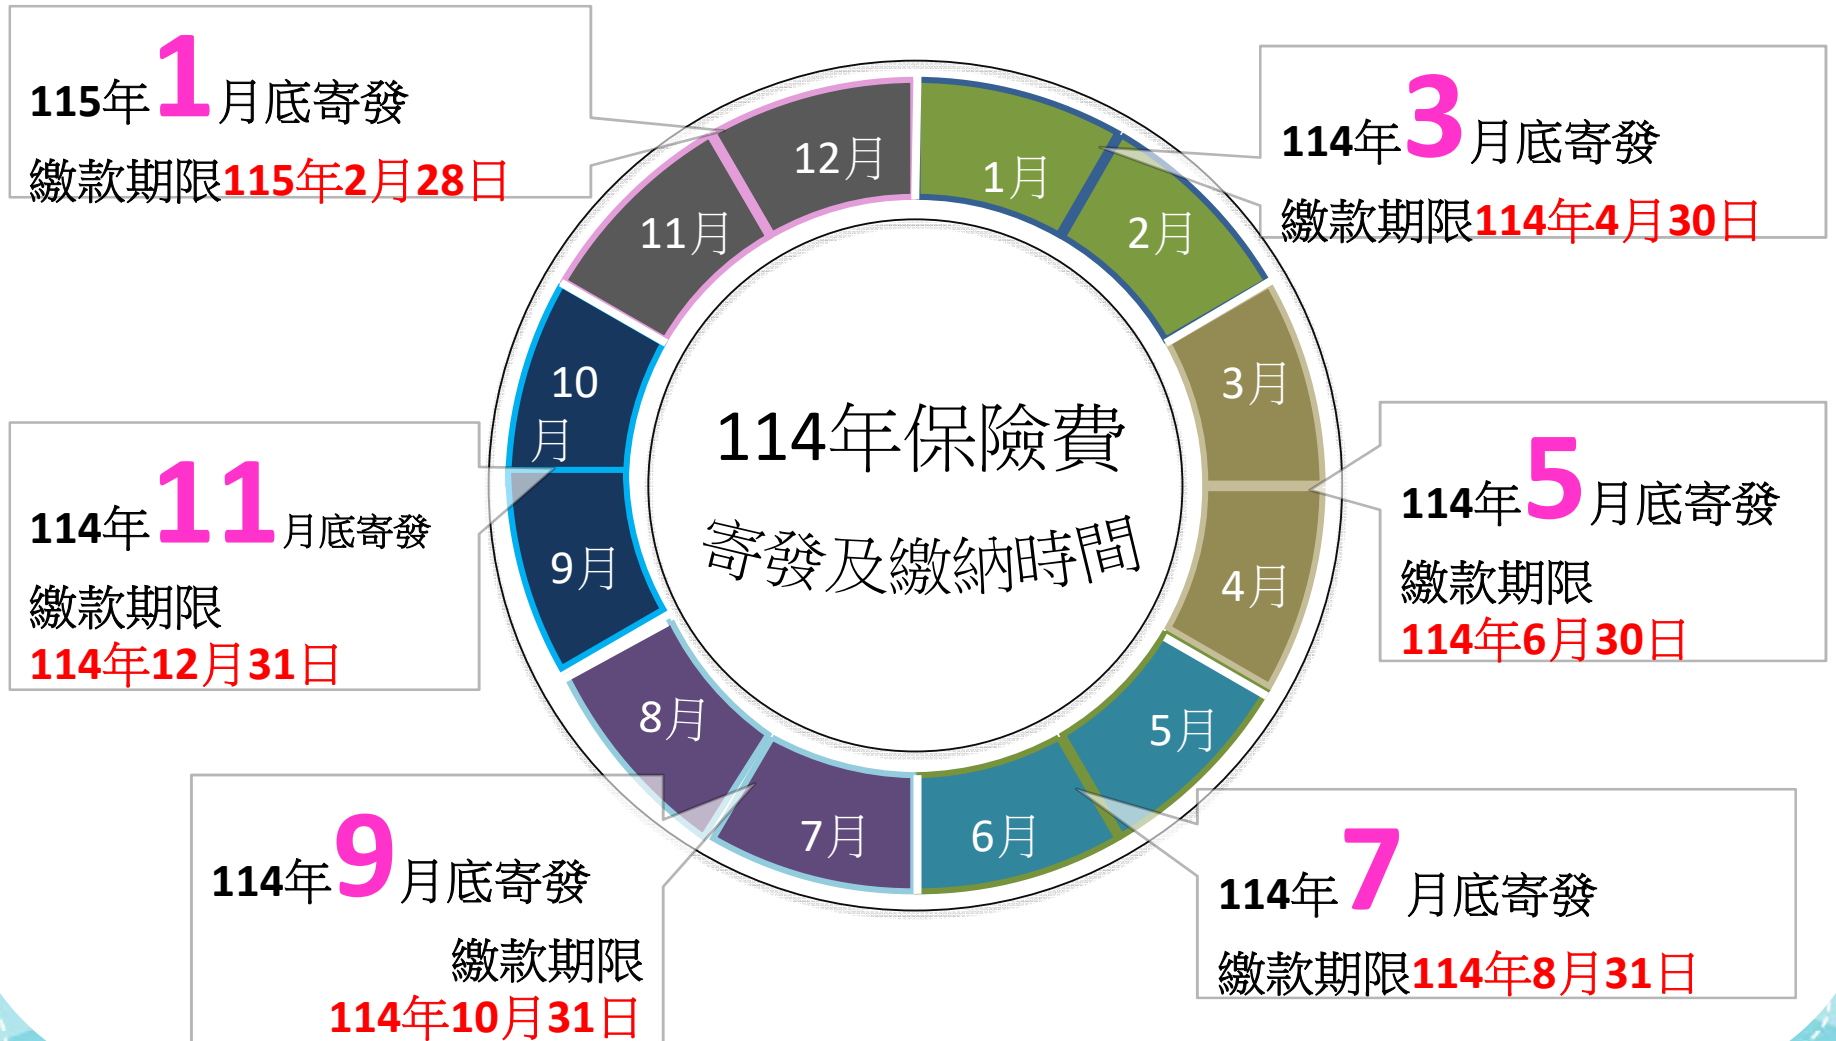 114年保險費
寄發及繳納時間
1月
2月
3月
4月
5月
6月
7月
8月
9月
10
月
11月
12月
114年3月底寄發
繳款期限114年4月30日
114年5月底寄發
繳款期限
114年6月30日
114年7月底寄發
繳款期限114年8月31日
114年9月底寄發
繳款期限
114年10月31日
114年11月底寄發
繳款期限
114年12月31日
115年1月底寄發
繳款期限115年2月28日